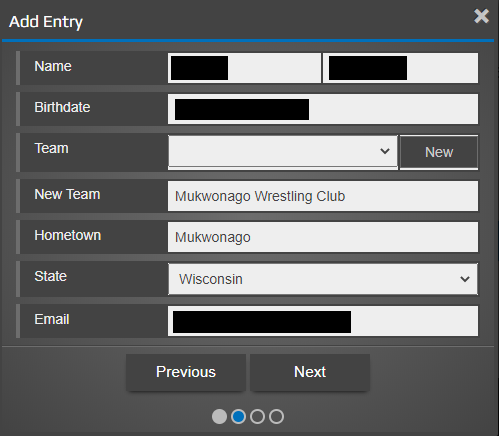 Add Entry
Name
Birthdate
Team New
New Team Mukwonago Wrestling Club
Hometown Mukwonago
State Wisconsin
Email
Previous Next